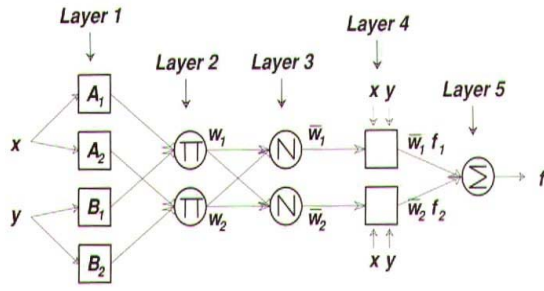 Layer 1
Layer 4
Layer 2 Layer 3
x y Layer 5
A₁
x A₂ Π w₁ N w̅₁ w̅₁ f₁
Σ f
y B₁ Π w₂ N w̅₂ w̅₂ f₂
B₂ x y